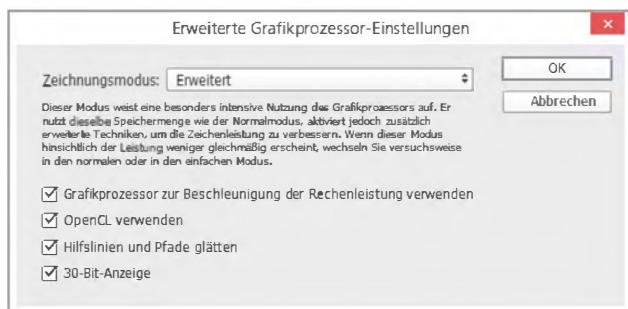 Erweiterte Grafikprozessor-Einstellungen
OK
Zeichnungsmodus: Erweitert
Abbrechen
Dieser Modus weist eine besonders intensive Nutzung des Grafikprozessors auf. Er
nutzt dieselbe Speichermenge wie der Normalmodus, aktiviert jedoch zusätzlich
erweiterte Techniken, um die Zeichenleistung zu verbessern. Wenn dieser Modus
hinsichtlich der Leistung weniger gleichmäßig erscheint, wechseln Sie versuchsweise
in den normalen oder in den einfachen Modus.
Grafikprozessor zur Beschleunigung der Rechenleistung verwenden
OpenCL verwenden
Hilfslinien und Pfade glätten
30-Bit-Anzeige